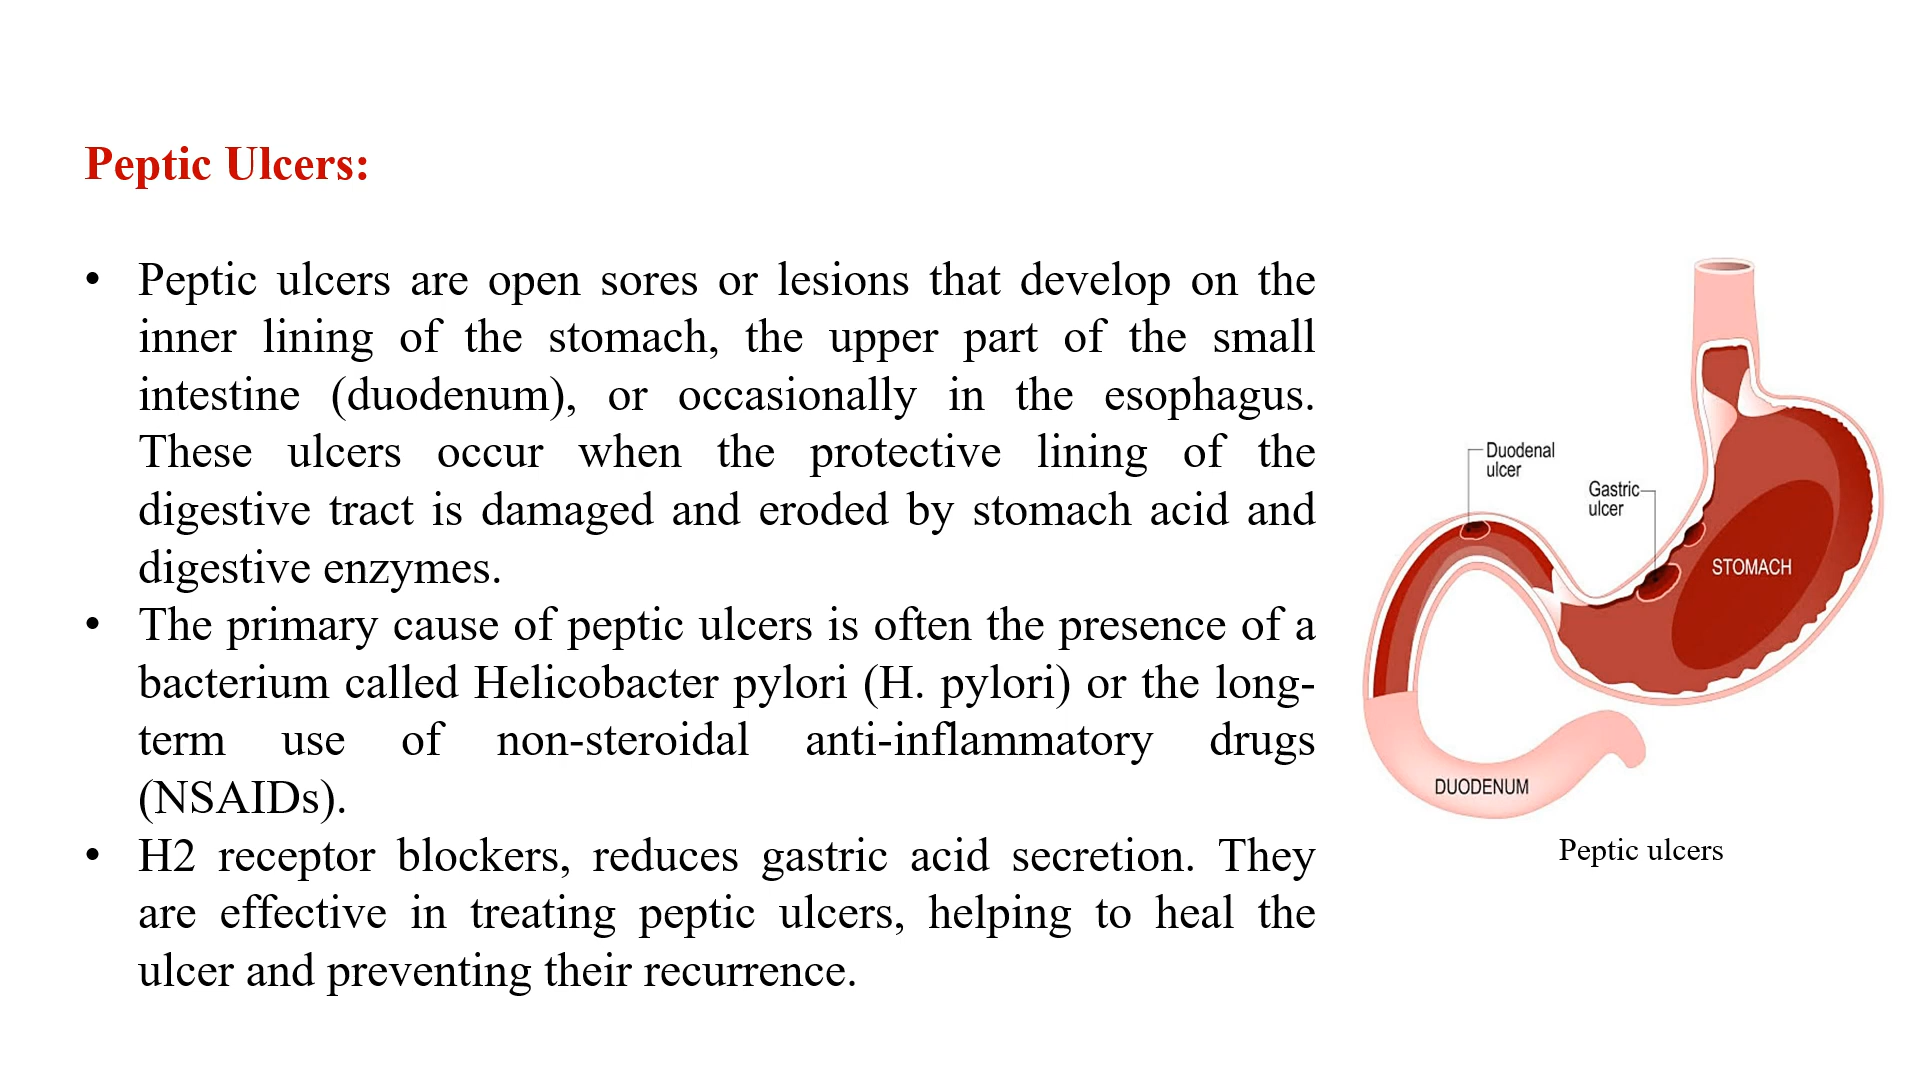 Peptic Ulcers:
• Peptic ulcers are open sores or lesions that develop on the
inner lining of the stomach, the upper part of the small
intestine (duodenum), or occasionally in the esophagus.
These ulcers occur when the protective lining of the
digestive tract is damaged and eroded by stomach acid and
digestive enzymes.
• The primary cause of peptic ulcers is often the presence of a
bacterium called Helicobacter pylori (H. pylori) or the long-
term use of non-steroidal anti-inflammatory drugs
(NSAIDs).
• H2 receptor blockers, reduces gastric acid secretion. They
are effective in treating peptic ulcers, helping to heal the
ulcer and preventing their recurrence.
Duodenal
ulcer
Gastric
ulcer
STOMACH
DUODENUM
Peptic ulcers